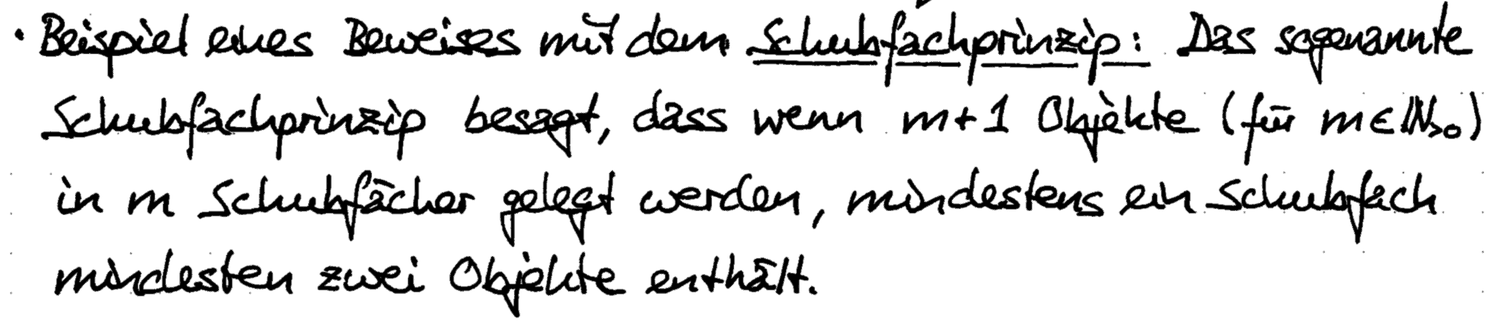 • Beispiel eines Beweises mit dem Schubfachprinzip: Das sogenannte
Schubfachprinzip besagt, dass wenn m+1 Objekte (für m∈ℕ>0)
in m Schubfächer gelegt werden, mindestens ein Schubfach
mindesten zwei Objekte enthält.